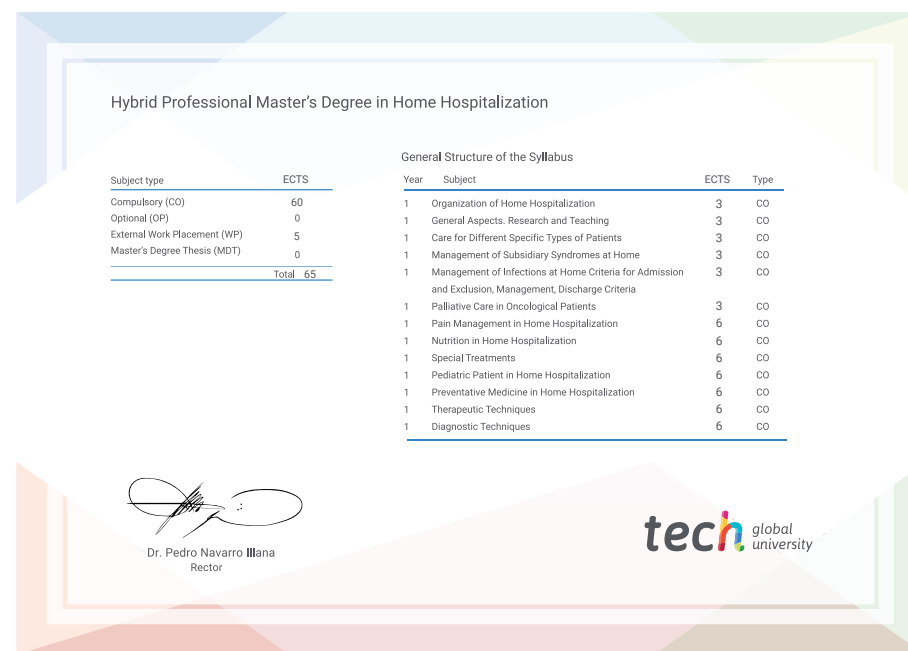 Hybrid Professional Master's Degree in Home Hospitalization
Subject type ECTS
Compulsory (CO) 60
Optional (OP) 0
External Work Placement (WP) 5
Master's Degree Thesis (MDT) 0
Total 65
General Structure of the Syllabus
Year Subject ECTS Type
1 Organization of Home Hospitalization 3 CO
1 General Aspects. Research and Teaching 3 CO
1 Care for Different Specific Types of Patients 3 CO
1 Management of Subsidiary Syndromes at Home 3 CO
1 Management of Infections at Home Criteria for Admission 3 CO
and Exclusion, Management, Discharge Criteria
1 Palliative Care in Oncological Patients 3 CO
1 Pain Management in Home Hospitalization 6 CO
1 Nutrition in Home Hospitalization 6 CO
1 Special Treatments 6 CO
1 Pediatric Patient in Home Hospitalization 6 CO
1 Preventative Medicine in Home Hospitalization 6 CO
1 Therapeutic Techniques 6 CO
1 Diagnostic Techniques 6 CO
Dr. Pedro Navarro Illana
Rector
tech global
university